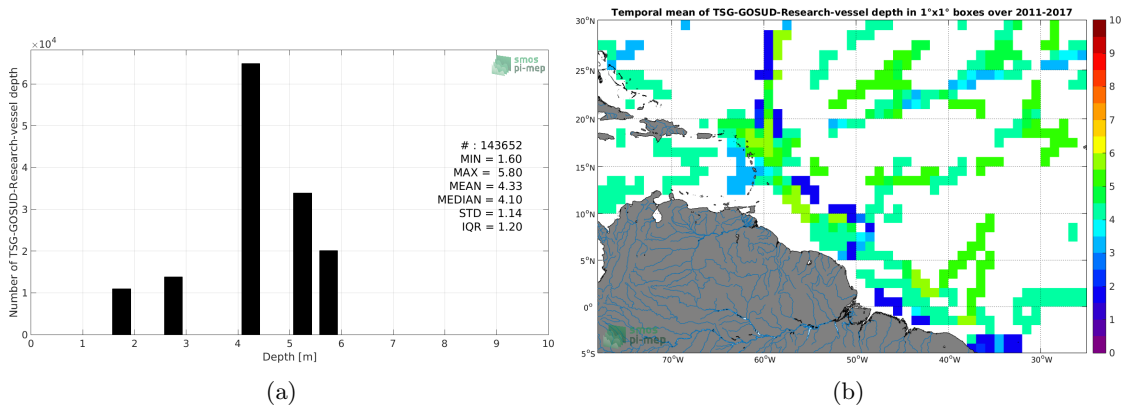 ×10⁴
Number of TSG-GOSUD-Research-vessel depth
6
5
4
3
2
1
0
smos
pi-mep
# : 143652
MIN = 1.60
MAX = 5.80
MEAN = 4.33
MEDIAN = 4.10
STD = 1.14
IQR = 1.20
0 1 2 3 4 5 6 7 8 9 10
Depth [m]
(a)
Temporal mean of TSG-GOSUD-Research-vessel depth in 1°x1° boxes over 2011-2017
30°N
25°N
20°N
15°N
10°N
5°N
0°
5°S
smos
pi-mep
70°W 60°W 50°W 40°W 30°W
10
9
8
7
6
5
4
3
2
1
0
(b)